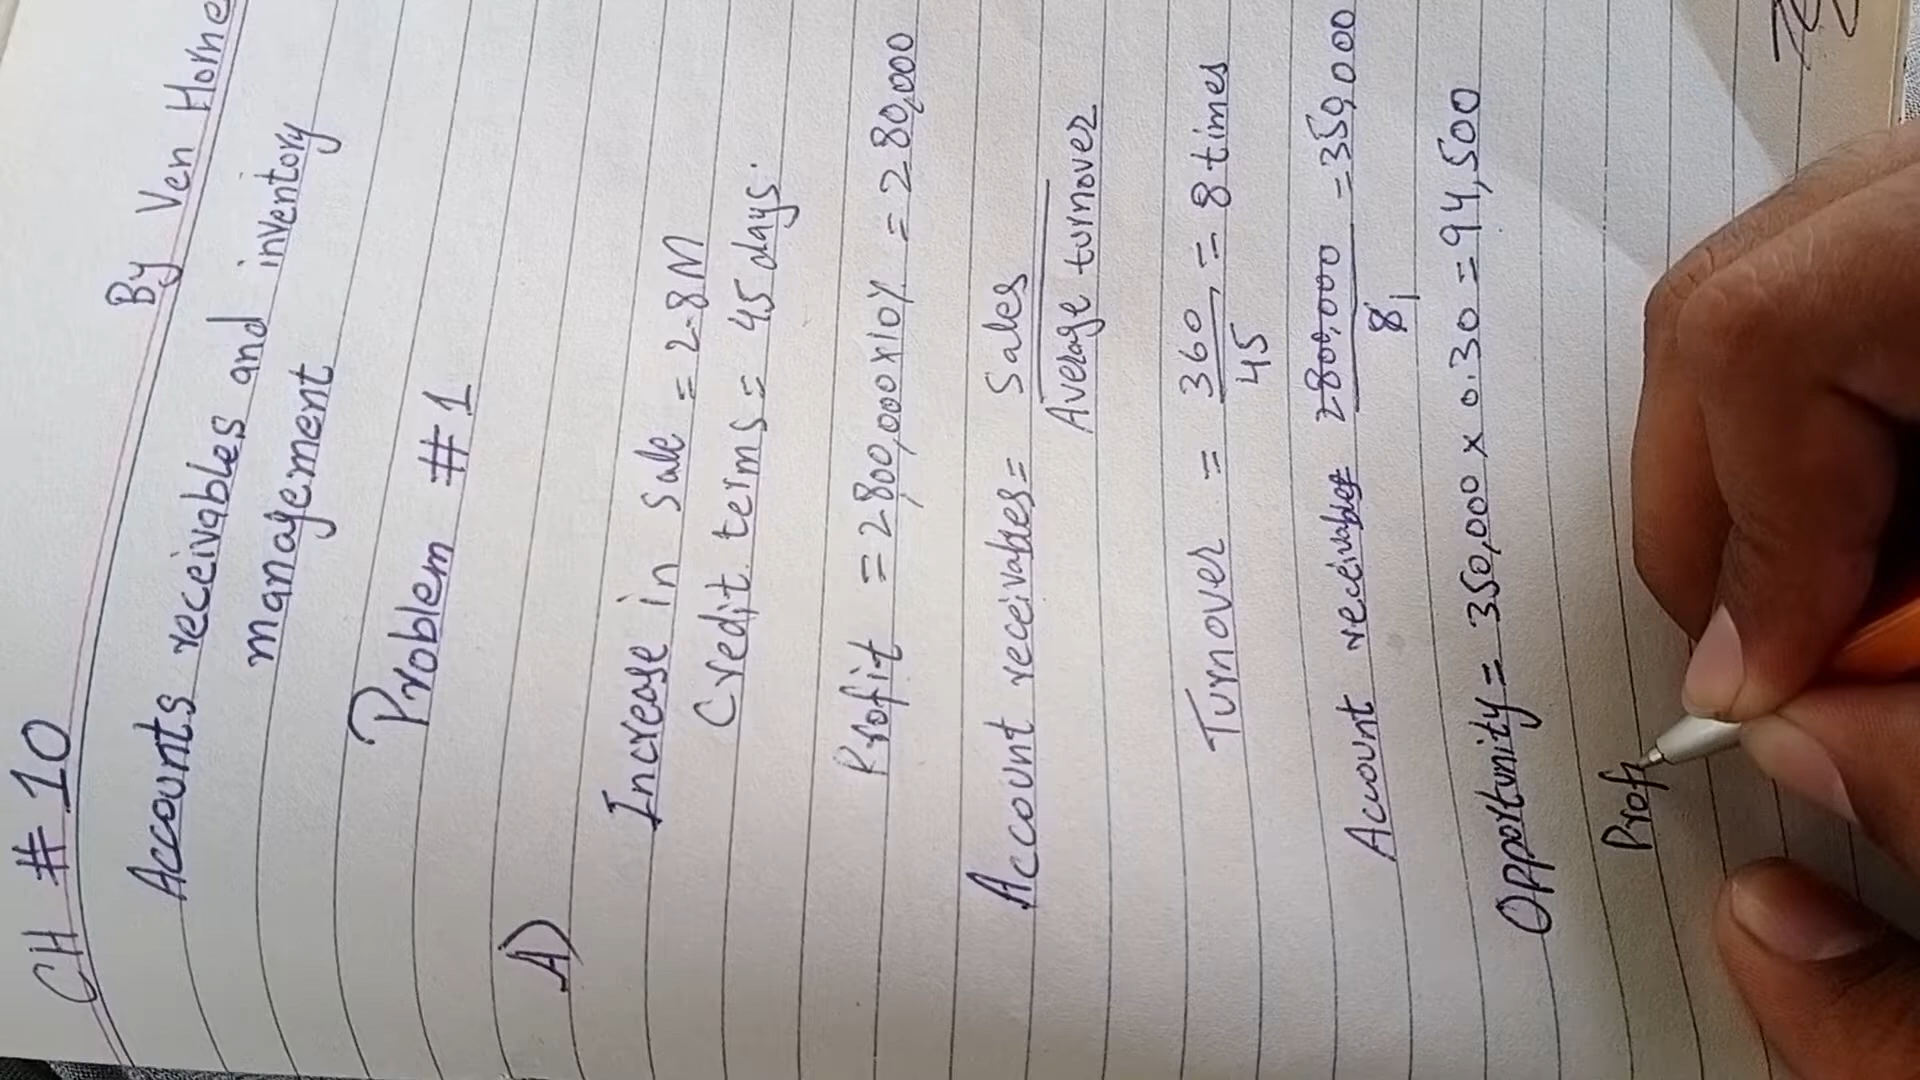 CH # 10
By Ven Horne
Accounts receivables and inventory
management
Problem # 1
A)
Increase in sale = 2.8M
Credit terms = 45 days.
Profit = 2800,000 x 10% = 280,000
Account receivables = Sales
Average turnover
Turnover = 360 = 8 times
45
Account receivables 2800,000 = 350,000
8
Opportunity = 350,000 x 0.30 = 94,500
Profi